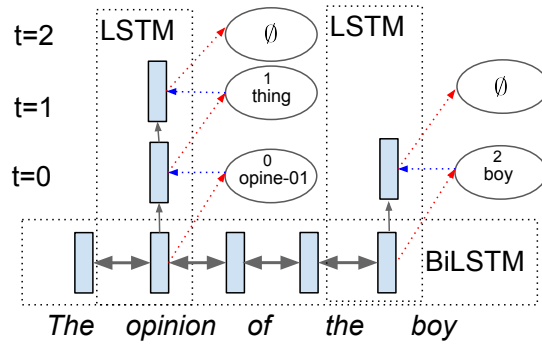 t=2 LSTM ∅ LSTM
t=1 1 thing ∅
t=0 0 opine-01 2 boy
BiLSTM
The opinion of the boy